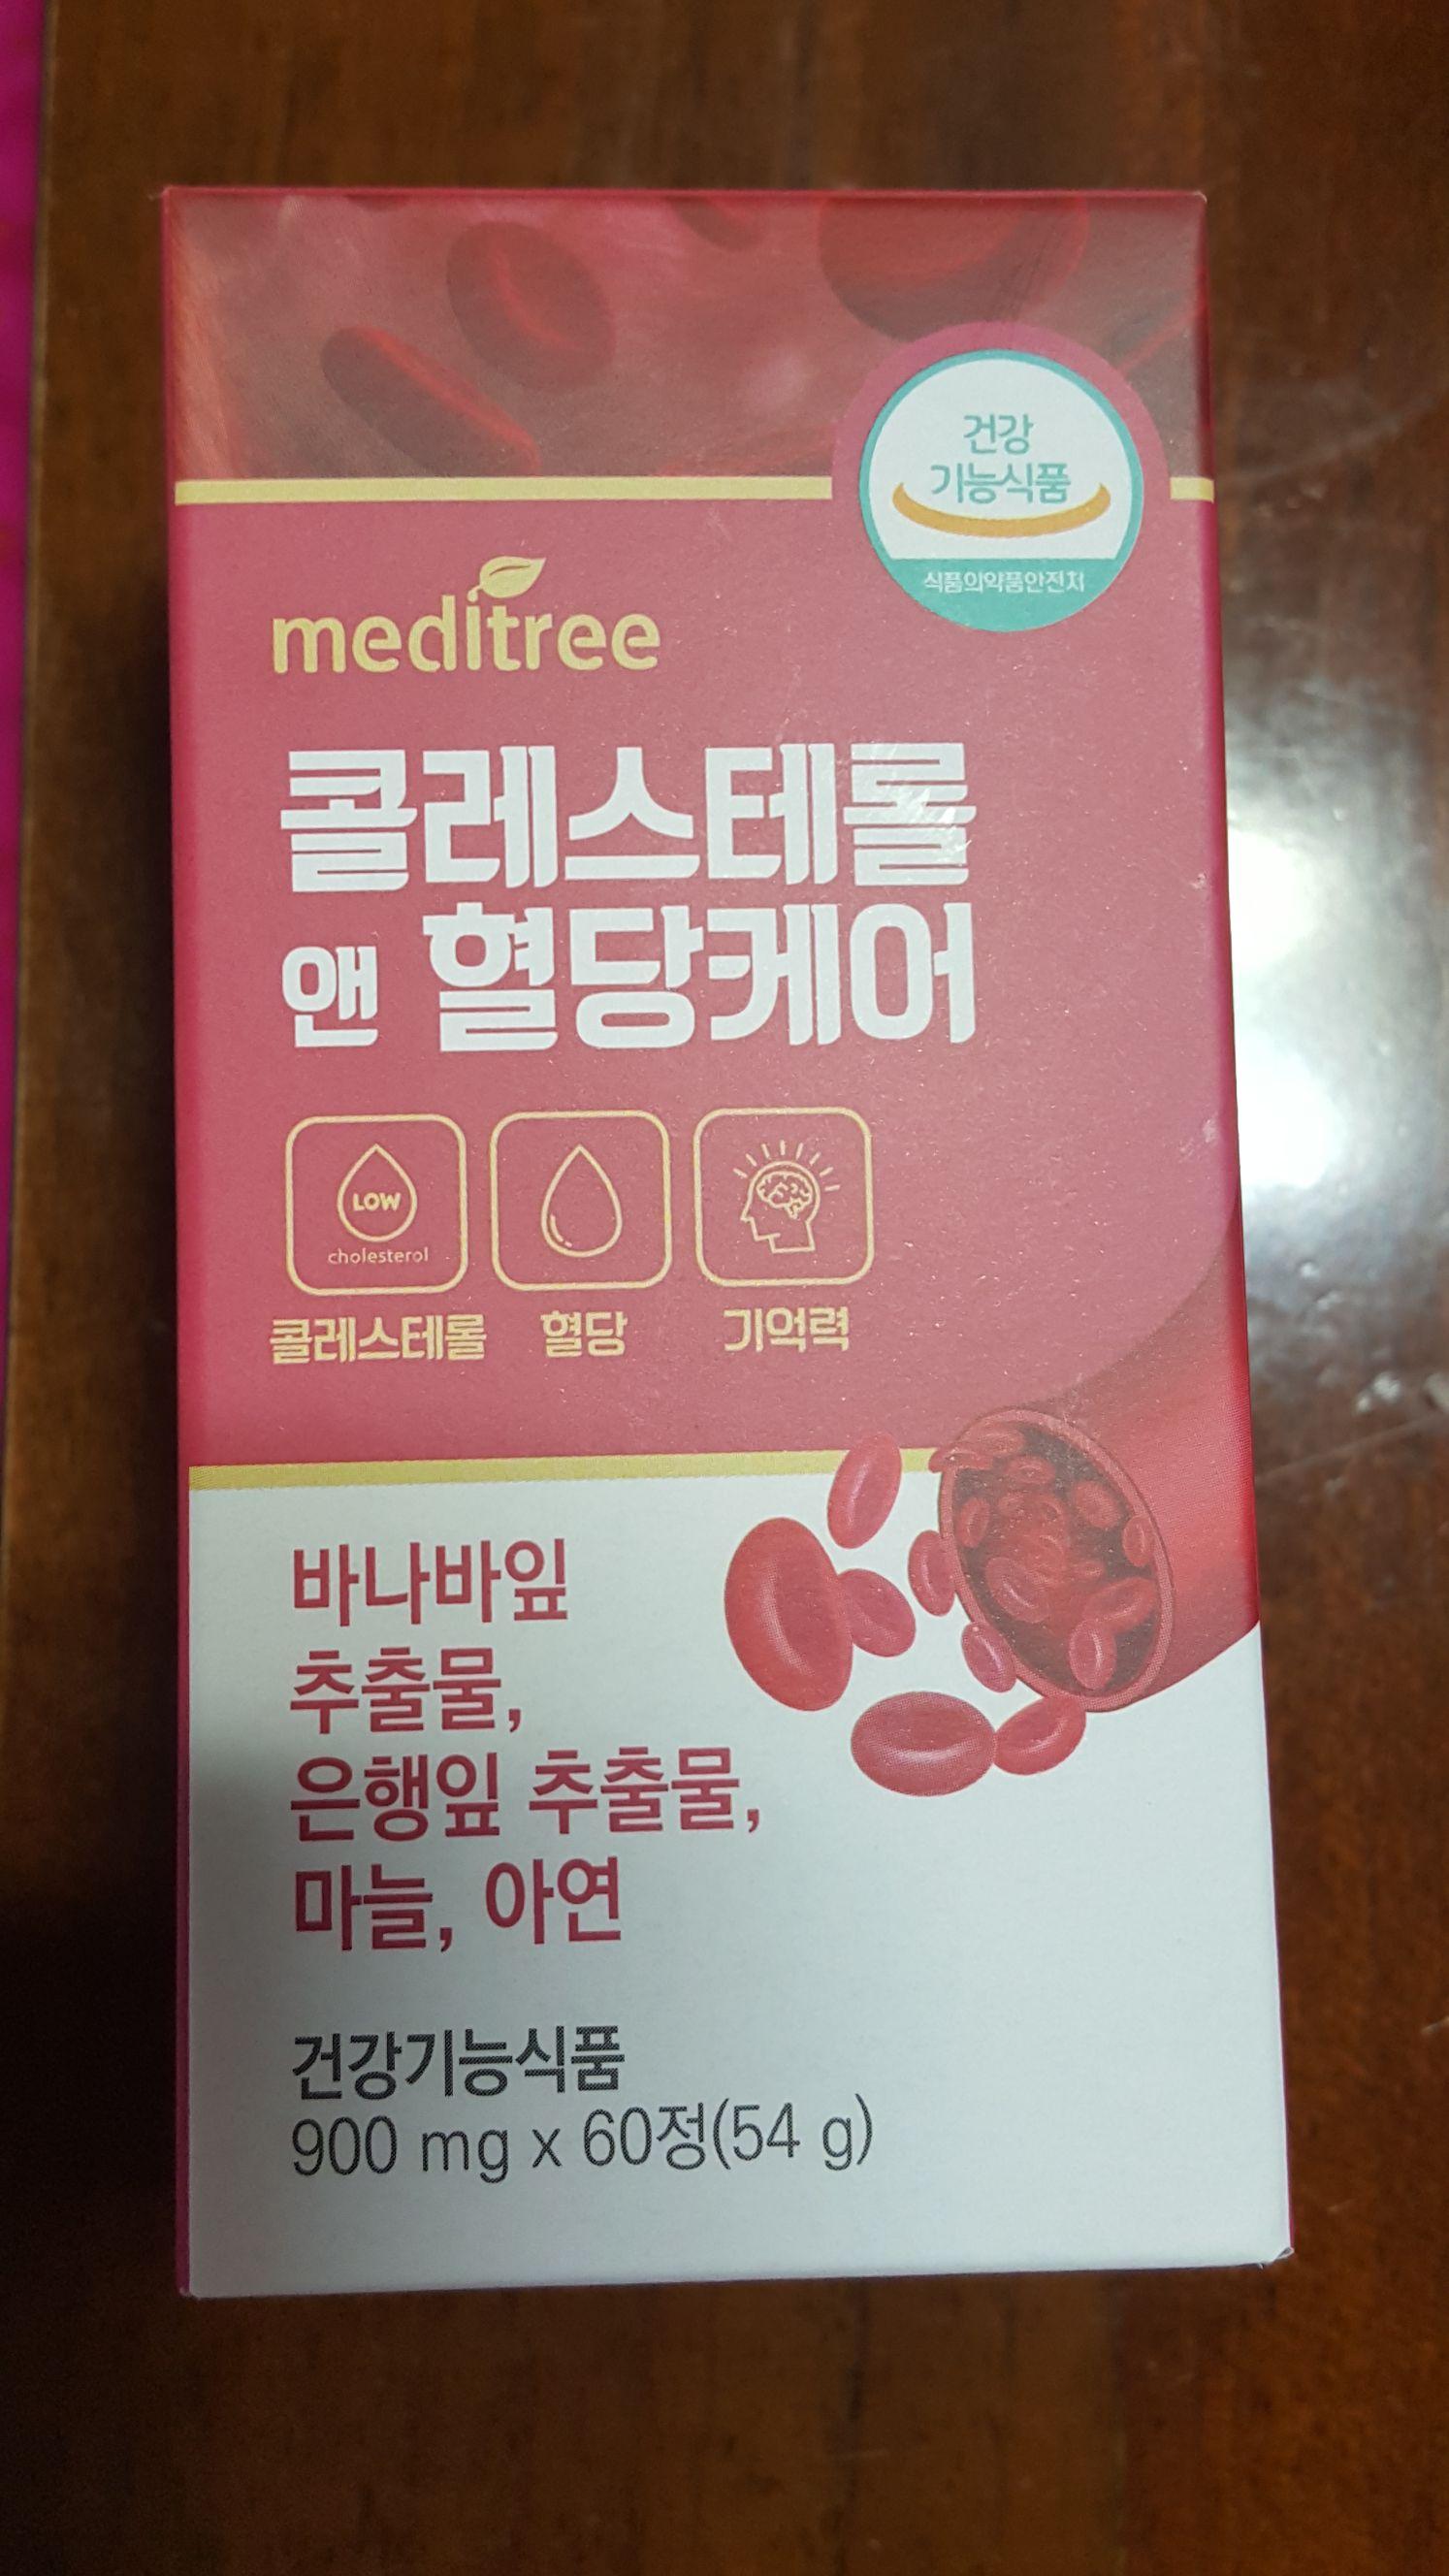 건강
기능식품
식품의약품안전처
meditree
콜레스테롤
앤 혈당케어
LOW
cholesterol
콜레스테롤 혈당 기억력
바나바잎
추출물,
은행잎 추출물,
마늘, 아연
건강기능식품
900 mg x 60정(54 g)